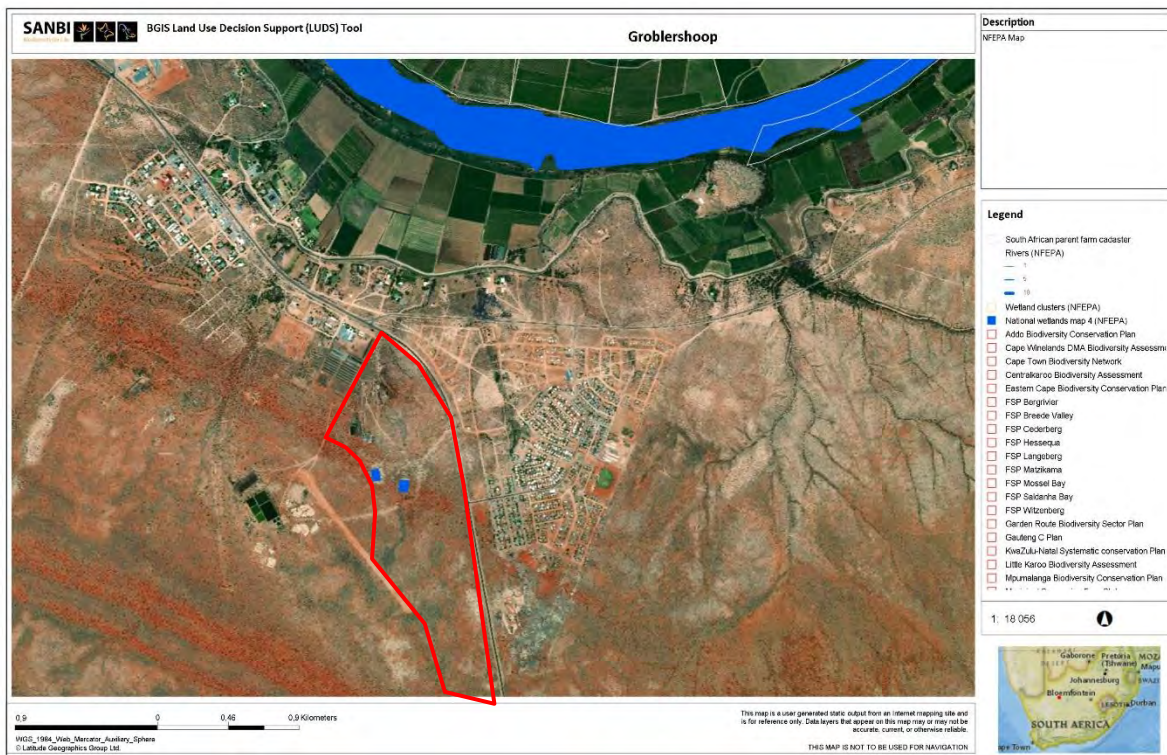 SANBI
BGIS Land Use Decision Support (LUDS) Tool
Groblershoop
Description
NFEPA Map
Legend
South African parent farm cadaster
Rivers (NFEPA)
1
5
Wetland clusters (NFEPA)
National wetlands map 4 (NFEPA)
Addo Biodiversity Conservation Plan
Cape Winelands DMA Biodiversity Assessm
Cape Town Biodiversity Network
Centralkaroo Biodiversity Assessment
Eastern Cape Biodiversity Conservation Plan
FSP Bergrivier
FSP Breede Valley
FSP Cederberg
FSP Hessequa
FSP Langeberg
FSP Matzikama
FSP Mossel Bay
FSP Saldanha Bay
FSP Witzenberg
Garden Route Biodiversity Sector Plan
Gauteng C Plan
KwaZulu-Natal Systematic conservation Plan
Little Karoo Biodiversity Assessment
Mpumalanga Biodiversity Conservation Plan
1: 18 056
Gaborone
Pretoria
(Tshwane)
MOZ
Mapu
Johannesburg
SWAZI
Bloemfontein
LESOTHO
Durban
SOUTH AFRICA
ape Town
0,9 0 0,46 0,9 Kilometers
WGS_1984_Web_Mercator_Auxiliary_Sphere
© Latitude Geographics Group Ltd.
This map is a user generated static output from an Internet mapping site and
is for reference only. Data layers that appear on this map may or may not be
accurate, current, or otherwise reliable.
THIS MAP IS NOT TO BE USED FOR NAVIGATION